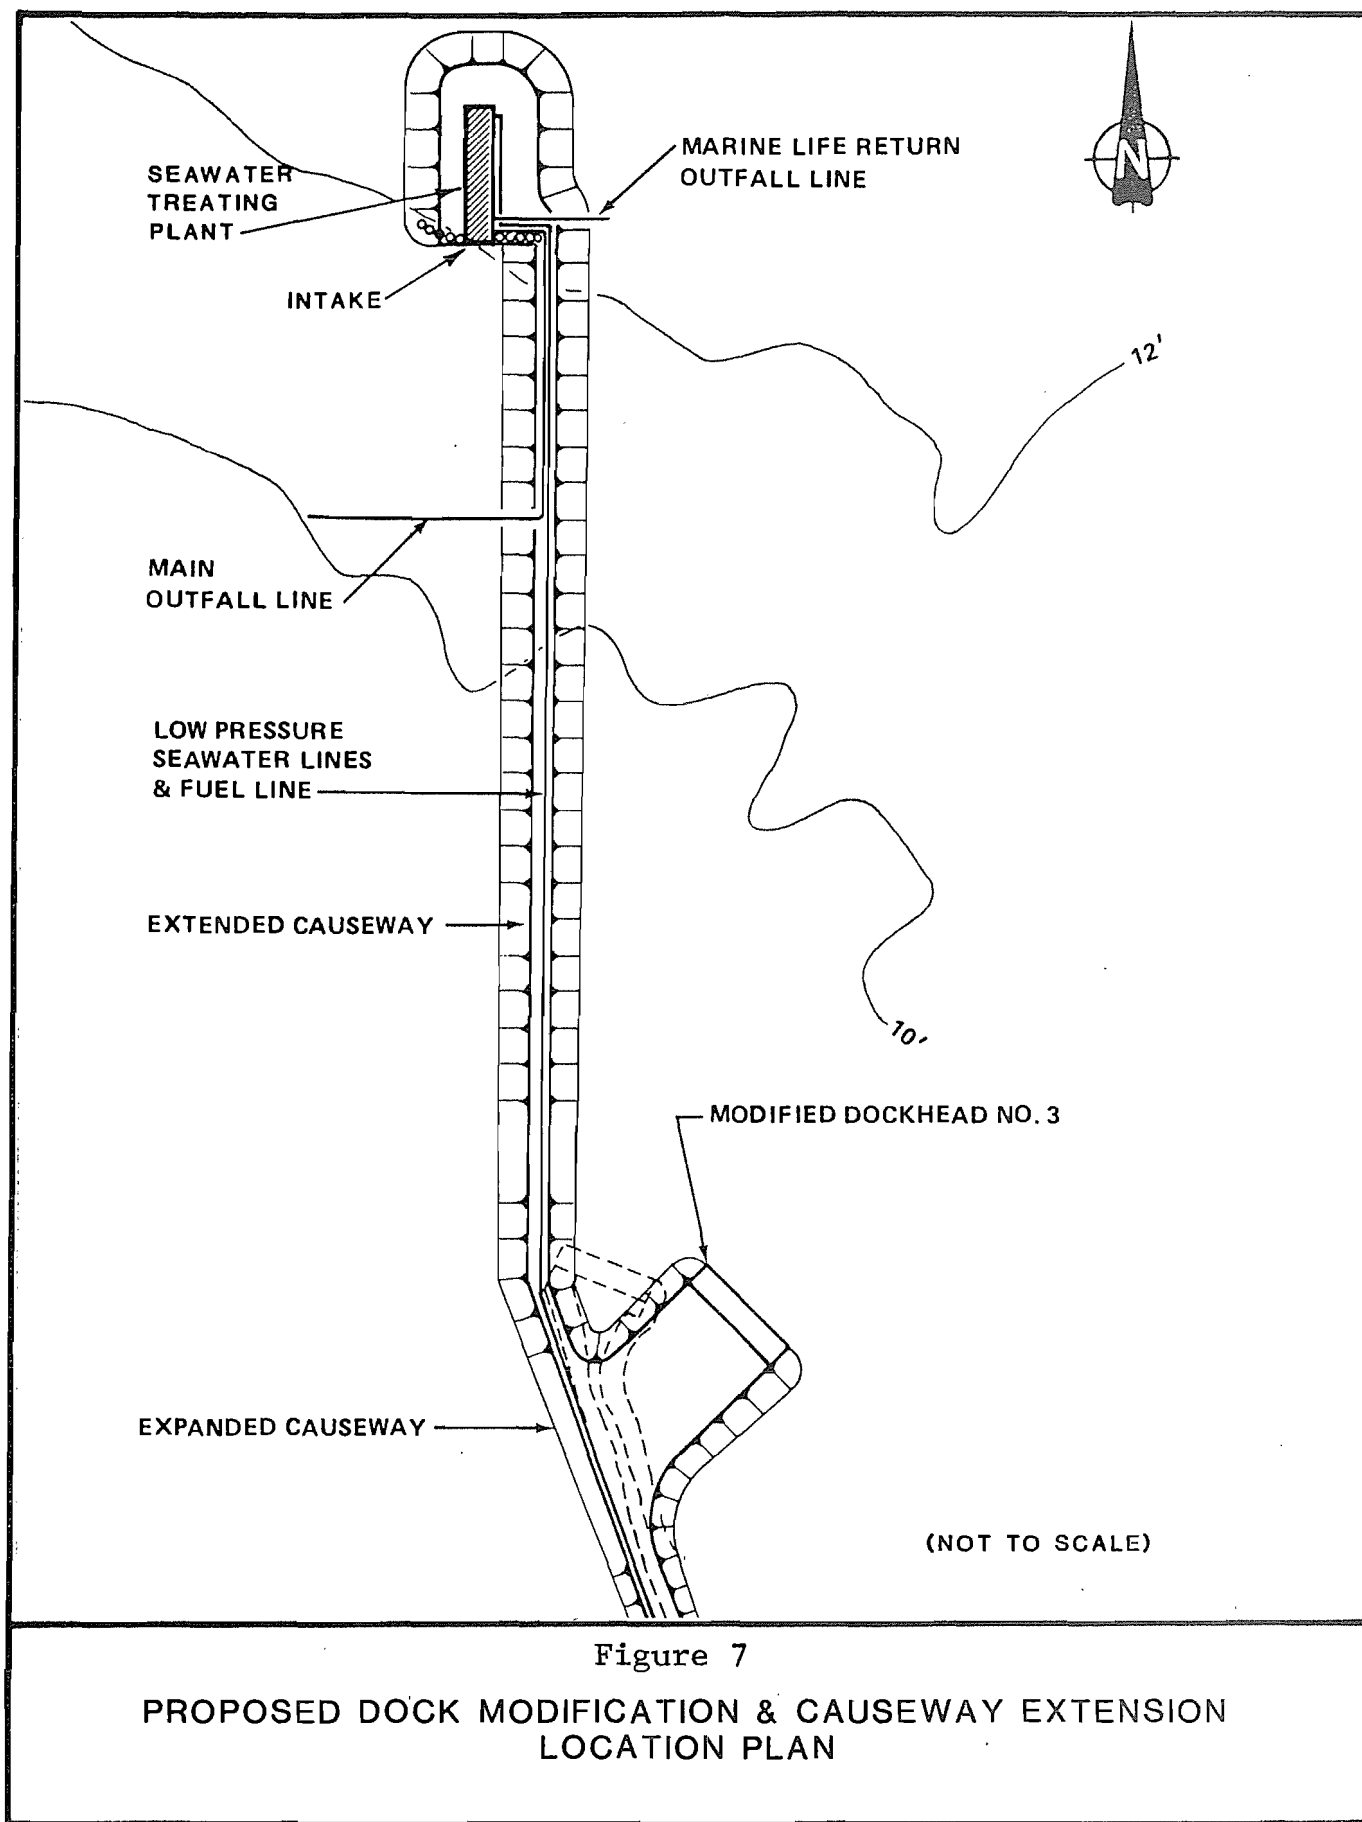 N
MARINE LIFE RETURN
OUTFALL LINE
SEAWATER
TREATING
PLANT
INTAKE
12'
MAIN
OUTFALL LINE
LOW PRESSURE
SEAWATER LINES
& FUEL LINE
EXTENDED CAUSEWAY
10'
MODIFIED DOCKHEAD NO. 3
EXPANDED CAUSEWAY
(NOT TO SCALE)
Figure 7
PROPOSED DOCK MODIFICATION & CAUSEWAY EXTENSION
LOCATION PLAN